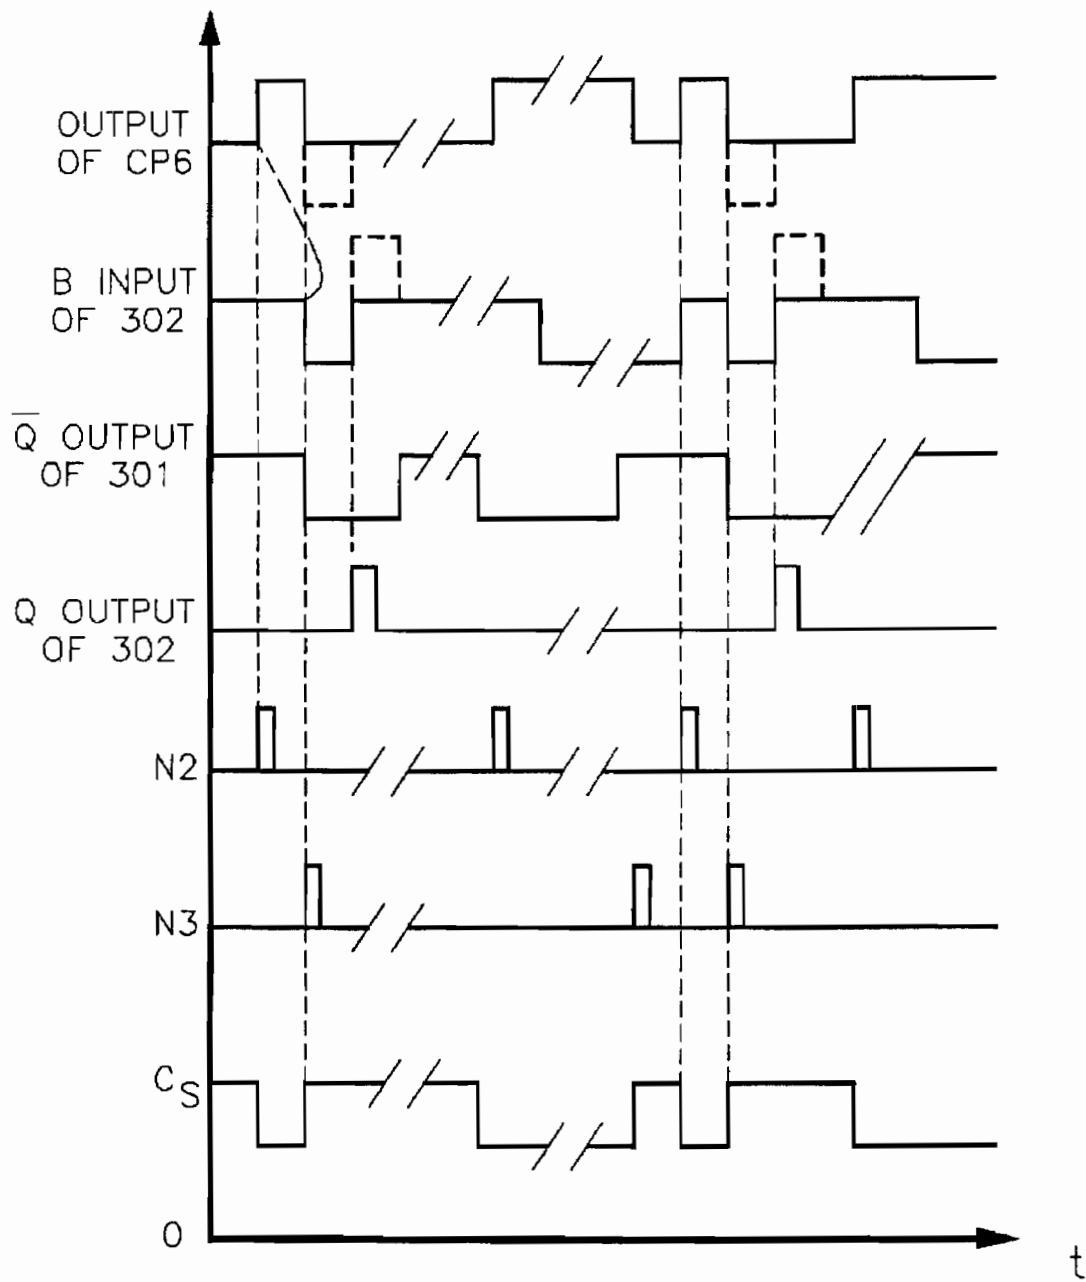 OUTPUT
OF CP6
B INPUT
OF 302
Q̅ OUTPUT
OF 301
Q OUTPUT
OF 302
N2
N3
CS
0
t